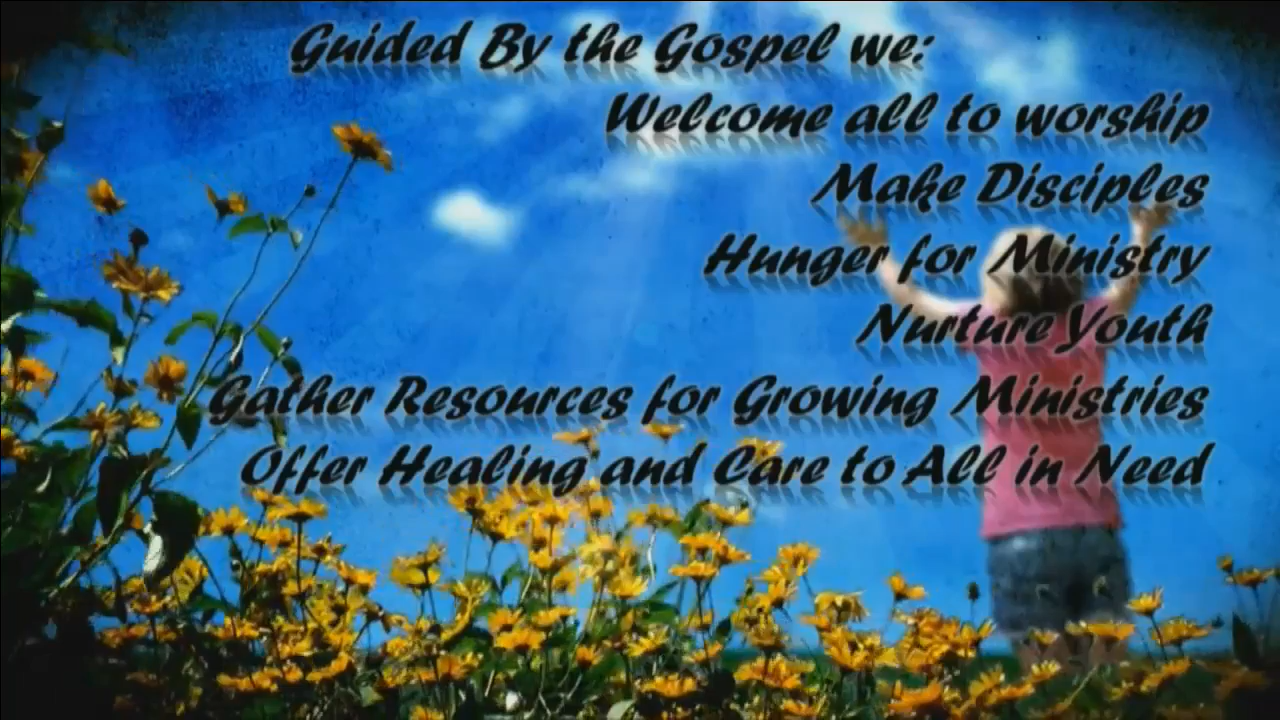 Guided By the Gospel we:
Welcome all to worship
Make Disciples
Hunger for Ministry
Nurture Youth
Gather Resources for Growing Ministries
Offer Healing and Care to All in Need